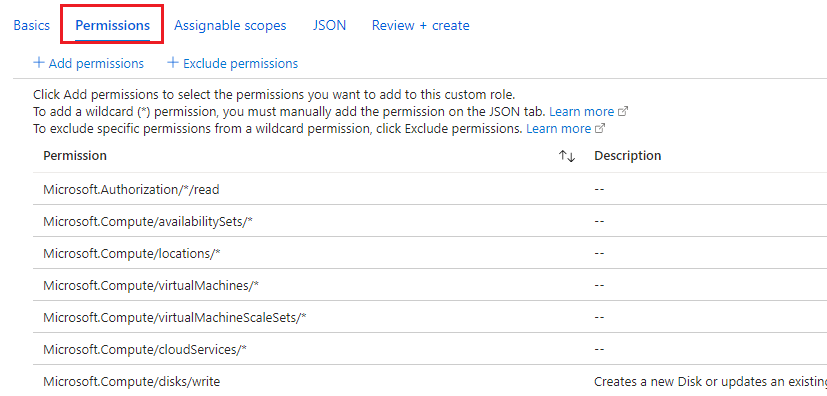 Basics Permissions Assignable scopes JSON Review + create
+ Add permissions + Exclude permissions
Click Add permissions to select the permissions you want to add to this custom role.
To add a wildcard (*) permission, you must manually add the permission on the JSON tab. Learn more
To exclude specific permissions from a wildcard permission, click Exclude permissions. Learn more
Permission ↑↓ Description
Microsoft.Authorization/*/read --
Microsoft.Compute/availabilitySets/* --
Microsoft.Compute/locations/* --
Microsoft.Compute/virtualMachines/* --
Microsoft.Compute/virtualMachineScaleSets/* --
Microsoft.Compute/cloudServices/* --
Microsoft.Compute/disks/write Creates a new Disk or updates an existing